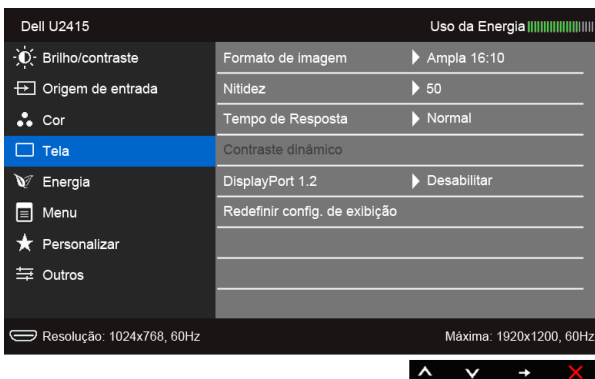 Dell U2415 Uso da Energia
Brilho/contraste Formato de imagem Ampla 16:10
Origem de entrada Nitidez 50
Cor Tempo de Resposta Normal
Tela Contraste dinâmico
Energia DisplayPort 1.2 Desabilitar
Menu Redefinir config. de exibição
Personalizar
Outros
Resolução: 1024x768, 60Hz Máxima: 1920x1200, 60Hz